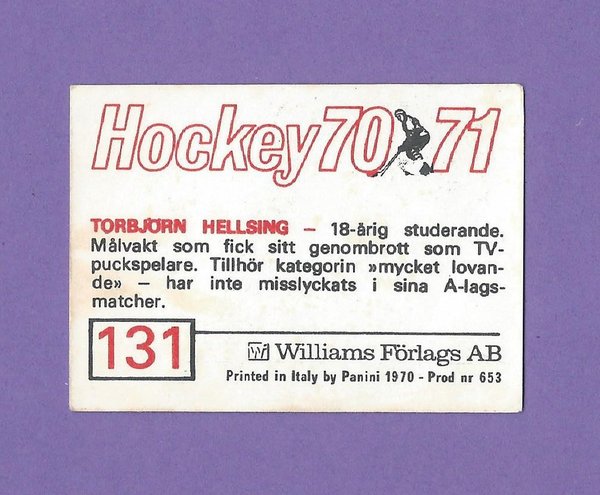 Hockey 70 71
TORBJÖRN HELLSING – 18-årig studerande.
Målvakt som fick sitt genombrott som TV-
puckspelare. Tillhör kategorin »mycket lovan-
de» – har inte misslyckats i sina A-lags-
matcher.
131
W Williams Förlags AB
Printed in Italy by Panini 1970 - Prod nr 653